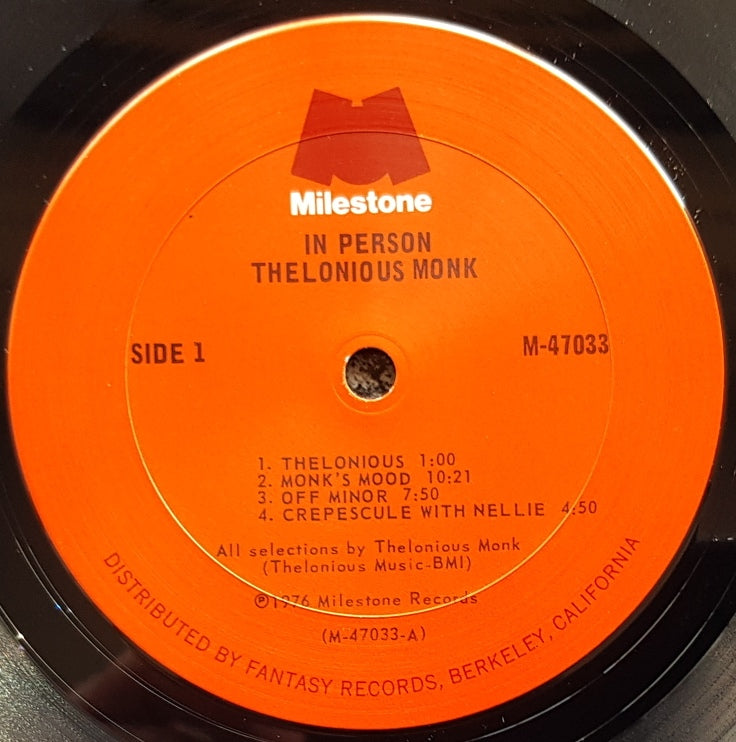 Milestone
IN PERSON
THELONIOUS MONK
SIDE 1
M-47033
1. THELONIOUS 1:00
2. MONK'S MOOD 10:21
3. OFF MINOR 7:50
4. CREPESCULE WITH NELLIE 4:50
All selections by Thelonious Monk
(Thelonious Music-BMI)
℗1976 Milestone Records
(M-47033-A)
DISTRIBUTED BY FANTASY RECORDS, BERKELEY, CALIFORNIA